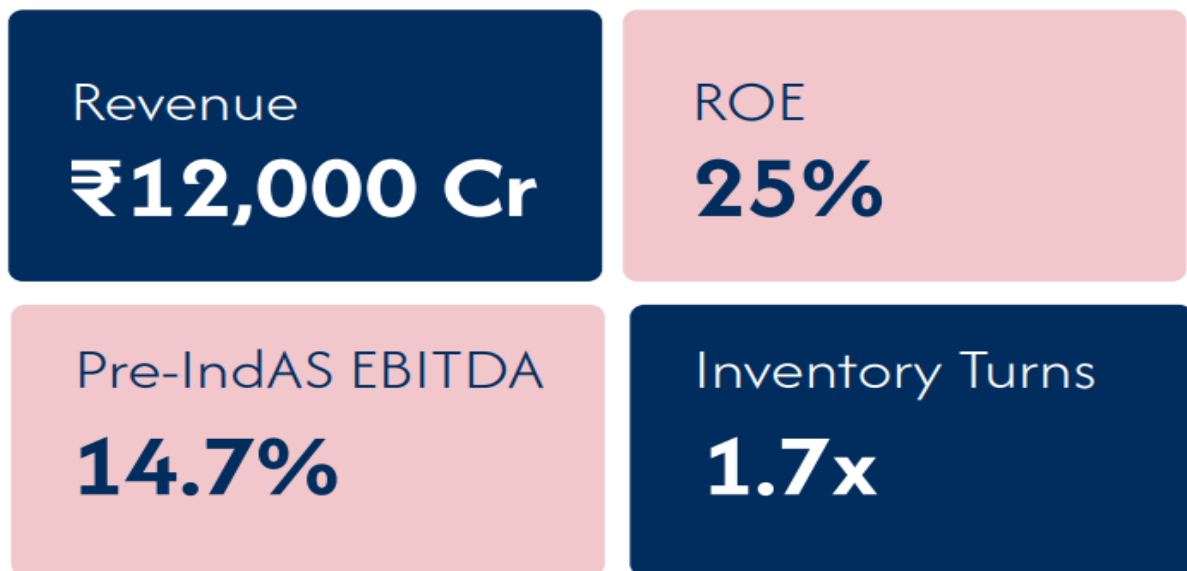 Revenue
₹12,000 Cr
ROE
25%
Pre-IndAS EBITDA
14.7%
Inventory Turns
1.7x